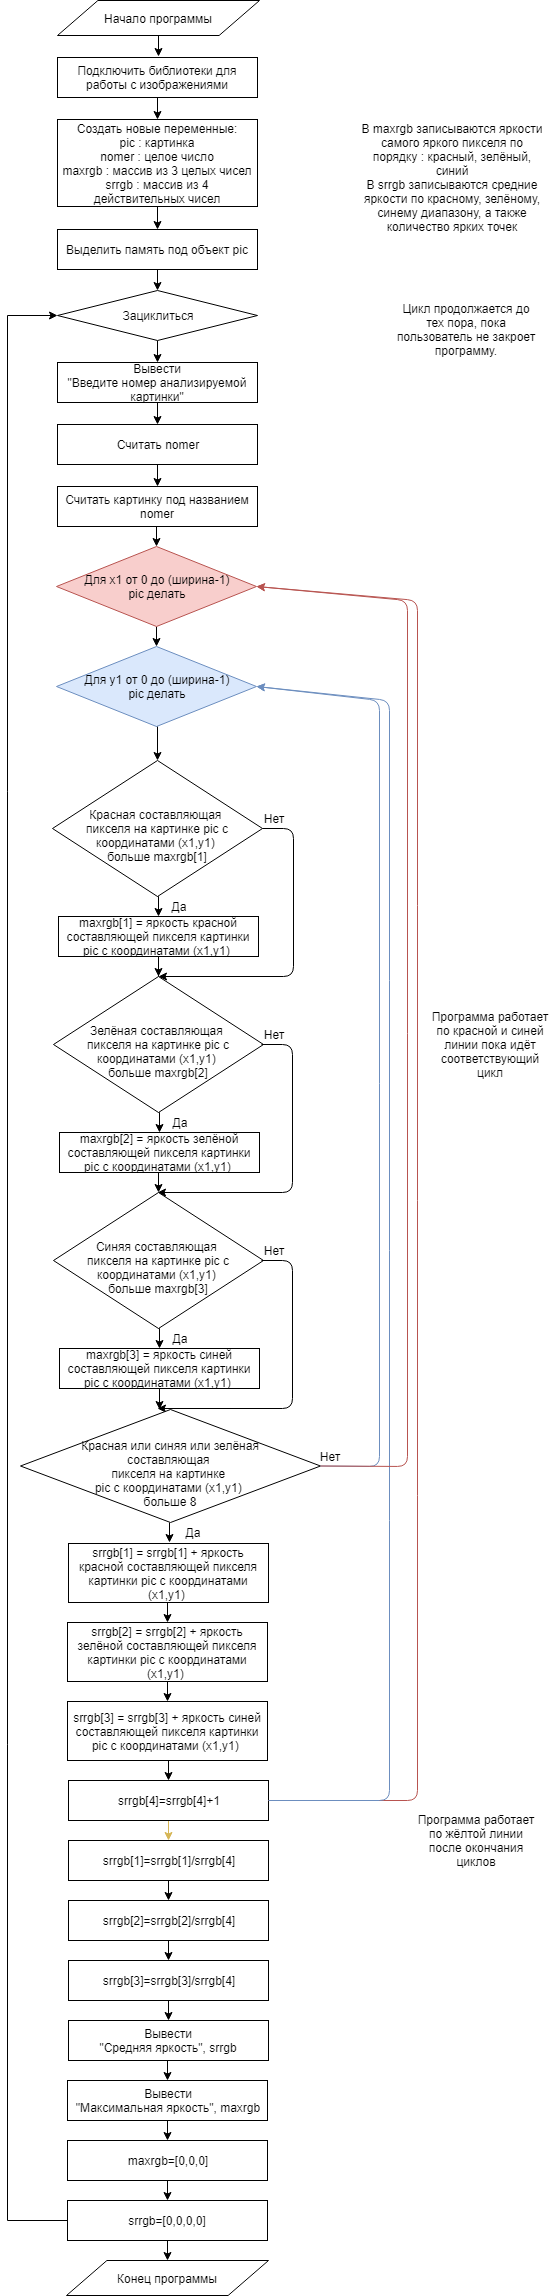 Начало программы
Подключить библиотеки для
работы с изображениями
Создать новые переменные:
pic : картинка
nomer : целое число
maxrgb : массив из 3 целых чисел
srrgb : массив из 4
действительных чисел
В maxrgb записываются яркости
самого яркого пикселя по
порядку : красный, зелёный,
синий
В srrgb записываются средние
яркости по красному, зелёному,
синему диапазону, а также
количество ярких точек
Выделить память под объект pic
Зациклиться
Цикл продолжается до
тех пора, пока
пользователь не закроет
программу.
Вывести
"Введите номер анализируемой
картинки"
Считать nomer
Считать картинку под названием
nomer
Для x1 от 0 до (ширина-1)
pic делать
Для y1 от 0 до (ширина-1)
pic делать
Красная составляющая
пикселя на картинке pic с
координатами (x1,y1)
больше maxrgb[1]
Нет
Да
maxrgb[1] = яркость красной
составляющей пикселя картинки
pic с координатами (x1,y1)
Зелёная составляющая
пикселя на картинке pic с
координатами (x1,y1)
больше maxrgb[2]
Нет
Да
maxrgb[2] = яркость зелёной
составляющей пикселя картинки
pic с координатами (x1,y1)
Программа работает
по красной и синей
линии пока идёт
соответствующий
цикл
Синяя составляющая
пикселя на картинке pic с
координатами (x1,y1)
больше maxrgb[3]
Нет
Да
maxrgb[3] = яркость синей
составляющей пикселя картинки
pic с координатами (x1,y1)
Красная или синяя или зелёная
составляющая
пикселя на картинке
pic с координатами (x1,y1)
больше 8
Нет
Да
srrgb[1] = srrgb[1] + яркость
красной составляющей пикселя
картинки pic с координатами
(x1,y1)
srrgb[2] = srrgb[2] + яркость
зелёной составляющей пикселя
картинки pic с координатами
(x1,y1)
srrgb[3] = srrgb[3] + яркость синей
составляющей пикселя картинки
pic с координатами (x1,y1)
srrgb[4]=srrgb[4]+1
Программа работает
по жёлтой линии
после окончания
циклов
srrgb[1]=srrgb[1]/srrgb[4]
srrgb[2]=srrgb[2]/srrgb[4]
srrgb[3]=srrgb[3]/srrgb[4]
Вывести
"Средняя яркость", srrgb
Вывести
"Максимальная яркость", maxrgb
maxrgb=[0,0,0]
srrgb=[0,0,0,0]
Конец программы